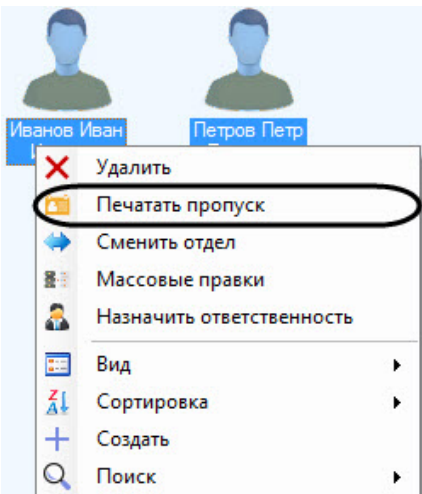 Иванов Иван
Петров Петр
Удалить
Печатать пропуск
Сменить отдел
Массовые правки
Назначить ответственность
Вид
Сортировка
Создать
Поиск